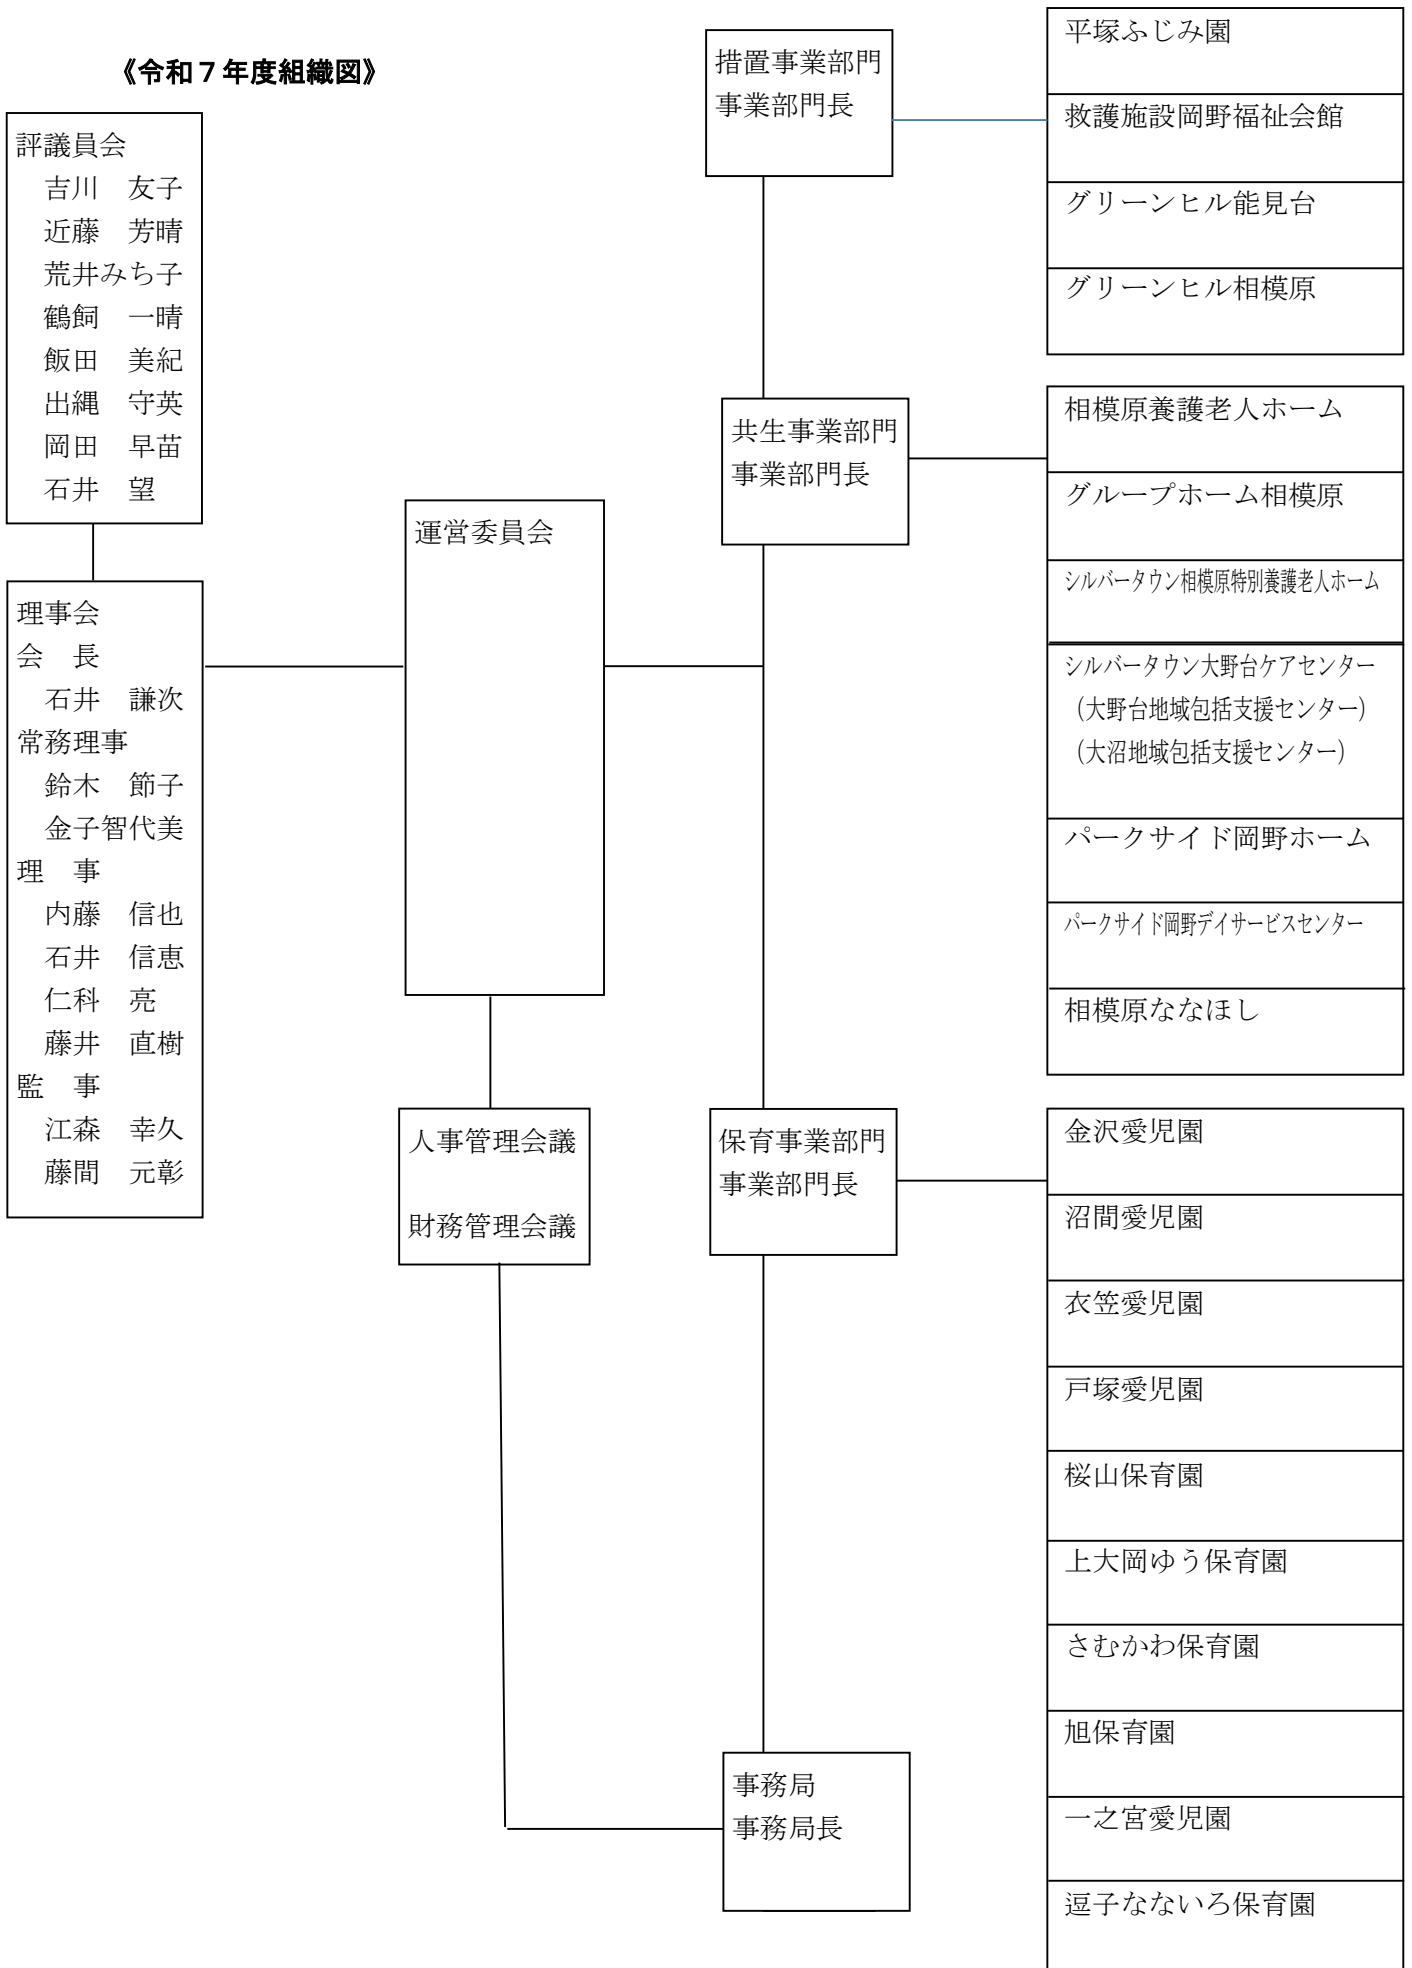 《令和７年度組織図》
評議員会
吉川　友子
近藤　芳晴
荒井みち子
鶴飼　一晴
飯田　美紀
出縄　守英
岡田　早苗
石井　望
理事会
会　長
石井　謙次
常務理事
鈴木　節子
金子智代美
理　事
内藤　信也
石井　信恵
仁科　亮
藤井　直樹
監　事
江森　幸久
藤間　元彰
運営委員会
人事管理会議
財務管理会議
措置事業部門
事業部門長
共生事業部門
事業部門長
保育事業部門
事業部門長
事務局
事務局長
平塚ふじみ園
救護施設岡野福祉会館
グリーンヒル能見台
グリーンヒル相模原
相模原養護老人ホーム
グループホーム相模原
シルバータウン相模原特別養護老人ホーム
シルバータウン大野台ケアセンター
（大野台地域包括支援センター）
（大沼地域包括支援センター）
パークサイド岡野ホーム
パークサイド岡野デイサービスセンター
相模原ななほし
金沢愛児園
沼間愛児園
衣笠愛児園
戸塚愛児園
桜山保育園
上大岡ゆう保育園
さむかわ保育園
旭保育園
一之宮愛児園
逗子なないろ保育園